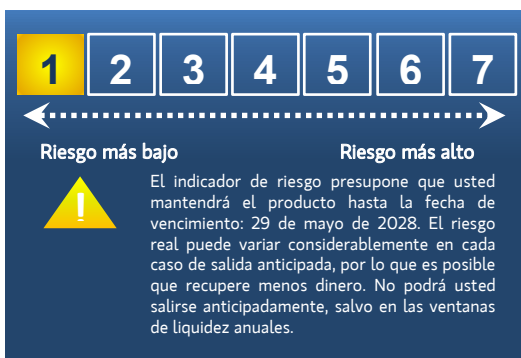 1 2 3 4 5 6 7
Riesgo más bajo Riesgo más alto
!
El indicador de riesgo presupone que usted
mantendrá el producto hasta la fecha de
vencimiento: 29 de mayo de 2028. El riesgo
real puede variar considerablemente en cada
caso de salida anticipada, por lo que es posible
que recupere menos dinero. No podrá usted
salirse anticipadamente, salvo en las ventanas
de liquidez anuales.